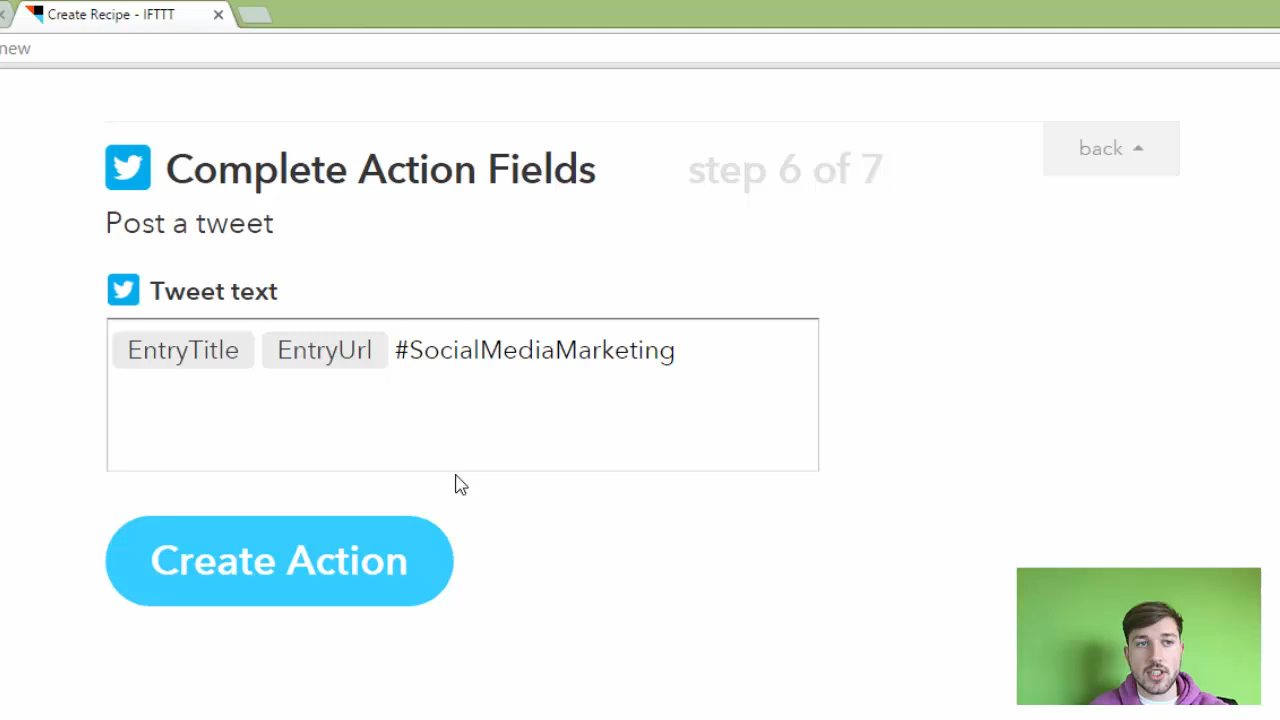 Create Recipe - IFTTT
new
back
Complete Action Fields step 6 of 7
Post a tweet
Tweet text
EntryTitle EntryUrl #SocialMediaMarketing
Create Action